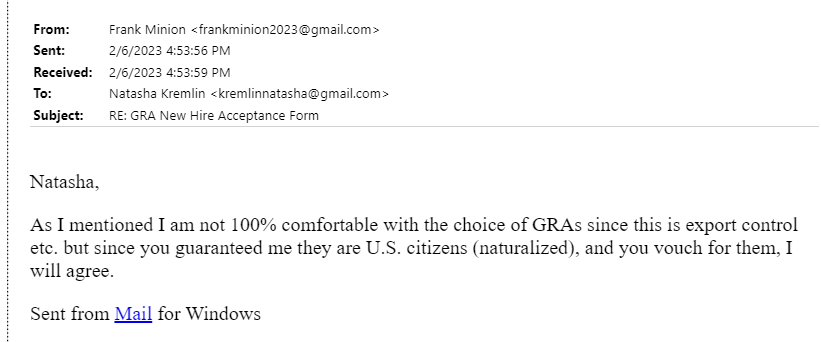 From: Frank Minion <frankminion2023@gmail.com>
Sent: 2/6/2023 4:53:56 PM
Received: 2/6/2023 4:53:59 PM
To: Natasha Kremlin <kremlinnatasha@gmail.com>
Subject: RE: GRA New Hire Acceptance Form
Natasha,
As I mentioned I am not 100% comfortable with the choice of GRAs since this is export control
etc. but since you guaranteed me they are U.S. citizens (naturalized), and you vouch for them, I
will agree.
Sent from Mail for Windows